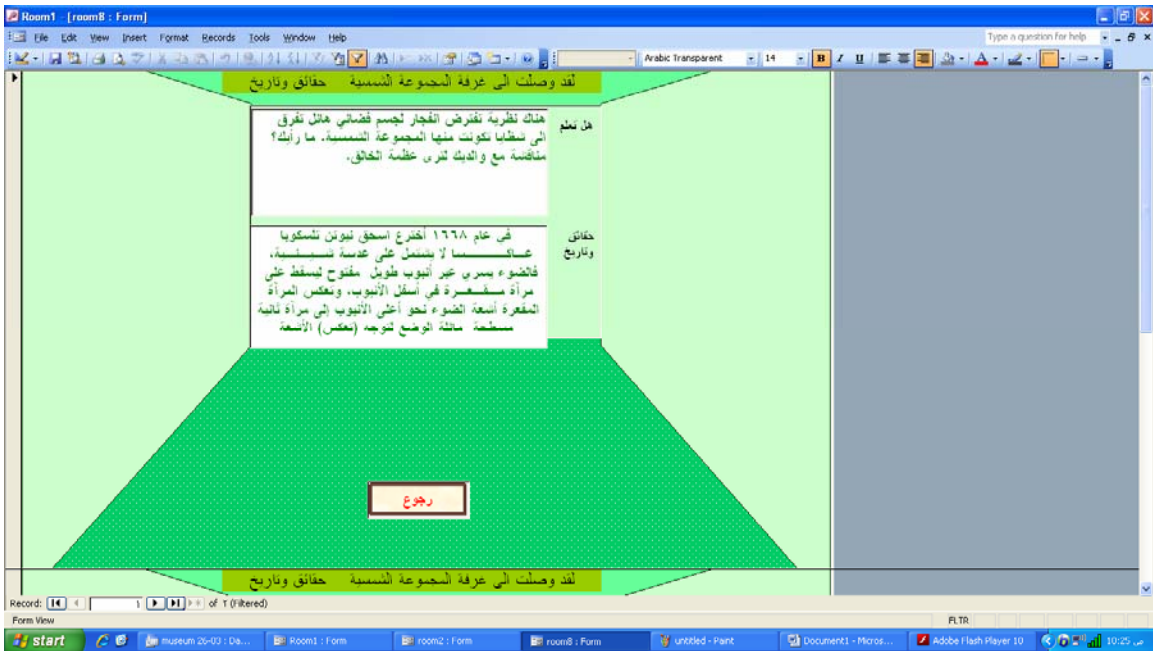 Room1 - [room8 : Form]
File Edit View Insert Format Records Tools Window Help
Type a question for help
Arabic Transparent 14 B I U
لقد وصلت الى غرفة المجموعة الشمسية حقائق وتاريخ
هل تعلم
هناك نظرية تفترض انفجار لجسم فضائي هائل تفرق
الى شظايا تكونت منها المجموعة الشمسية. ما رأيك؟
مناقشة مع والديك لترى عظمة الخالق.
حقائق
وتاريخ
في عام ١٦٦٨ أخترع اسحق نيوتن تلسكوبا
عـاكـــــسا لا يشتمل على عدسة شـيـئـية،
فالضوء يسري عبر أنبوب طويل مفتوح ليسقط على
مرآة مـقـعـرة في أسفل الأنبوب، وتعكس المرآة
المقعرة أشعة الضوء نحو أعلى الأنبوب إلى مرآة ثانية
مسطحة مائلة الوضع لتوجه (تعكس) الأشعة
رجوع
لقد وصلت الى غرفة المجموعة الشمسية حقائق وتاريخ
Record: ١ of ٢ (Filtered)
Form View FLTR
start museum 26-03 : Da... Room1 : Form room2 : Form room8 : Form untitled - Paint Document1 - Micros... Adobe Flash Player 10 10:25 ص